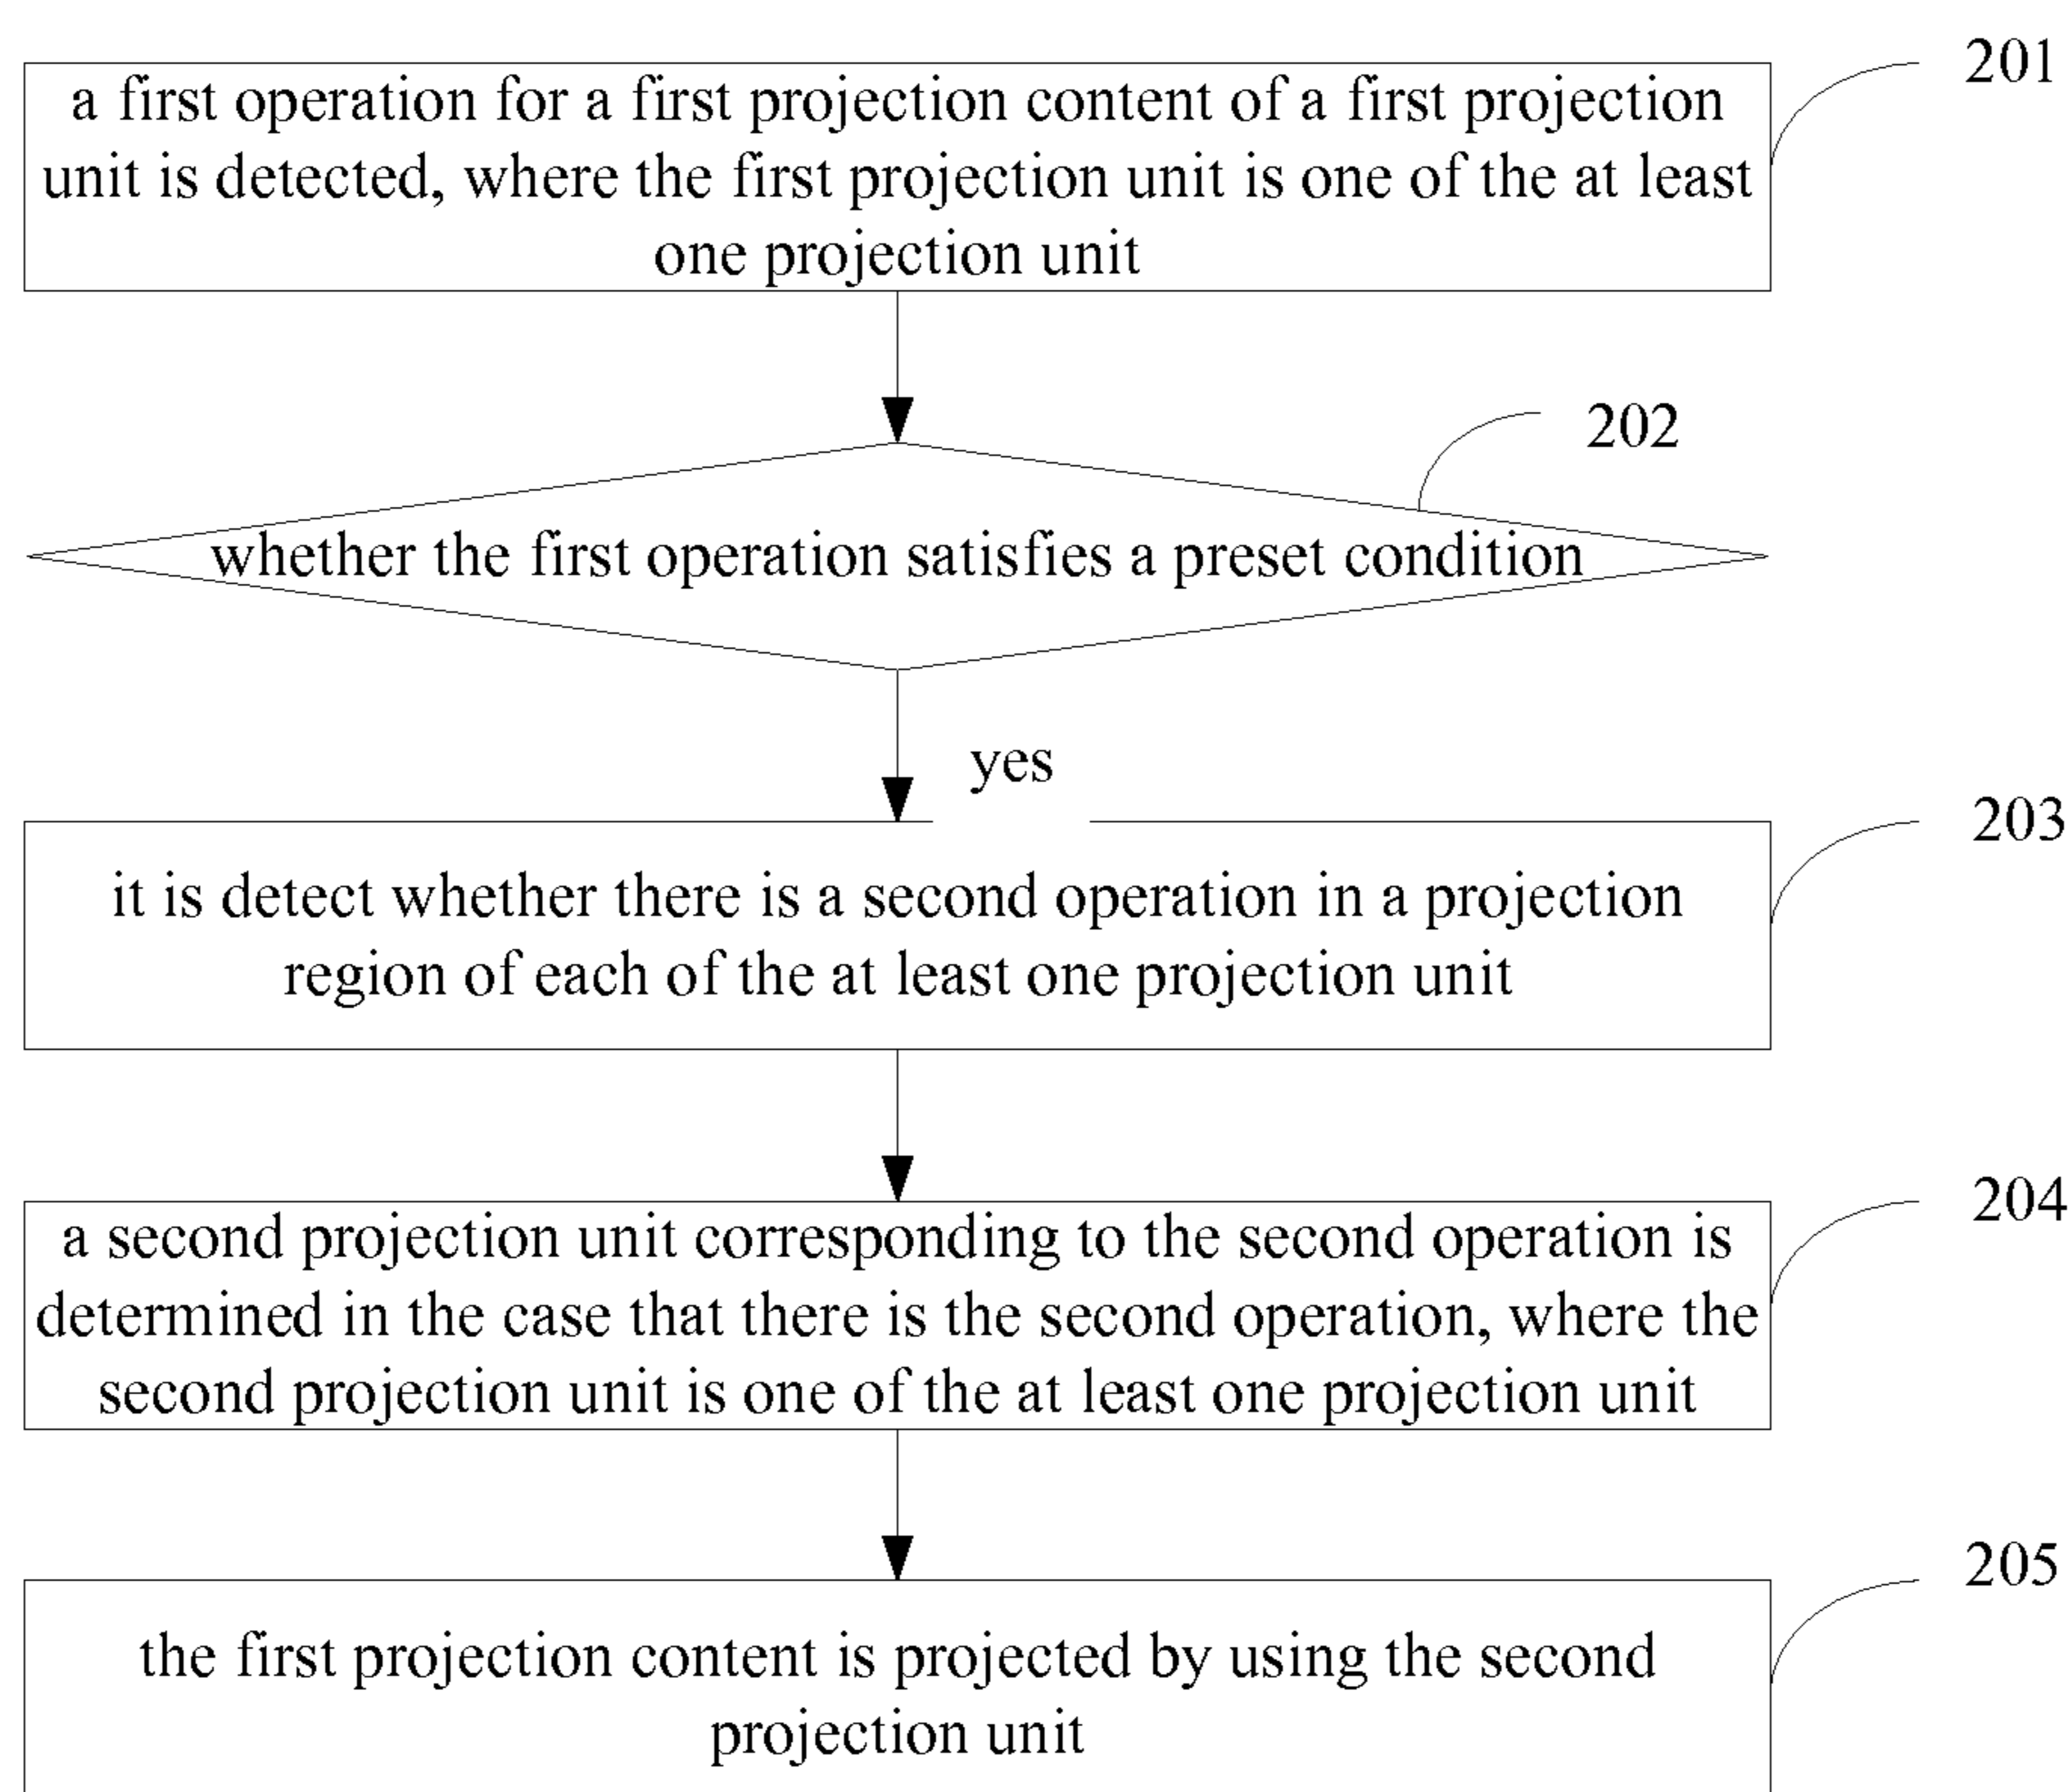 201
a first operation for a first projection content of a first projection
unit is detected, where the first projection unit is one of the at least
one projection unit
202
whether the first operation satisfies a preset condition
yes
203
it is detect whether there is a second operation in a projection
region of each of the at least one projection unit
204
a second projection unit corresponding to the second operation is
determined in the case that there is the second operation, where the
second projection unit is one of the at least one projection unit
205
the first projection content is projected by using the second
projection unit